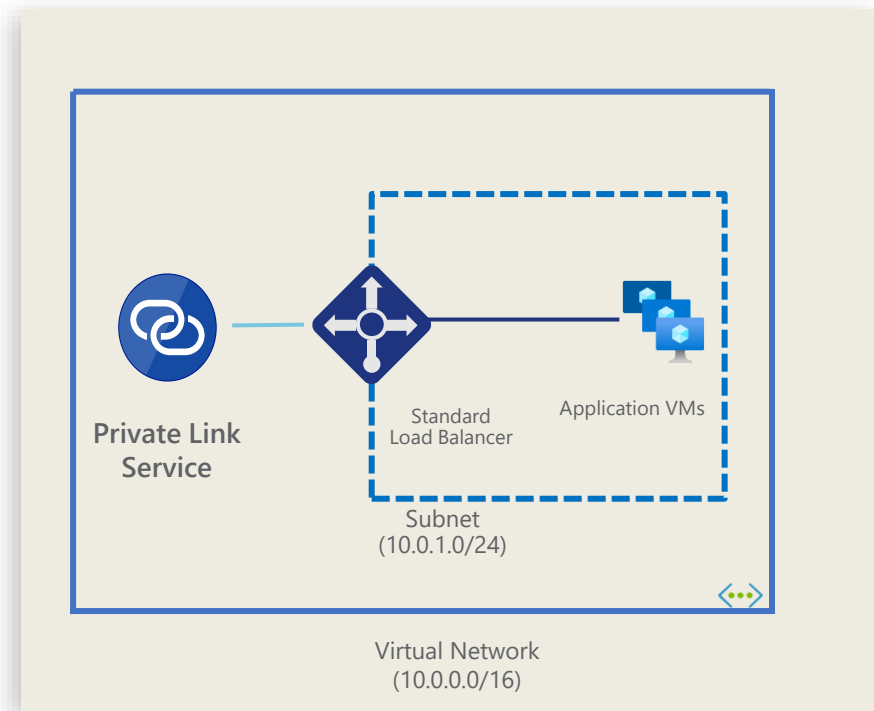 Private Link
Service
Standard
Load Balancer
Application VMs
Subnet
(10.0.1.0/24)
Virtual Network
(10.0.0.0/16)